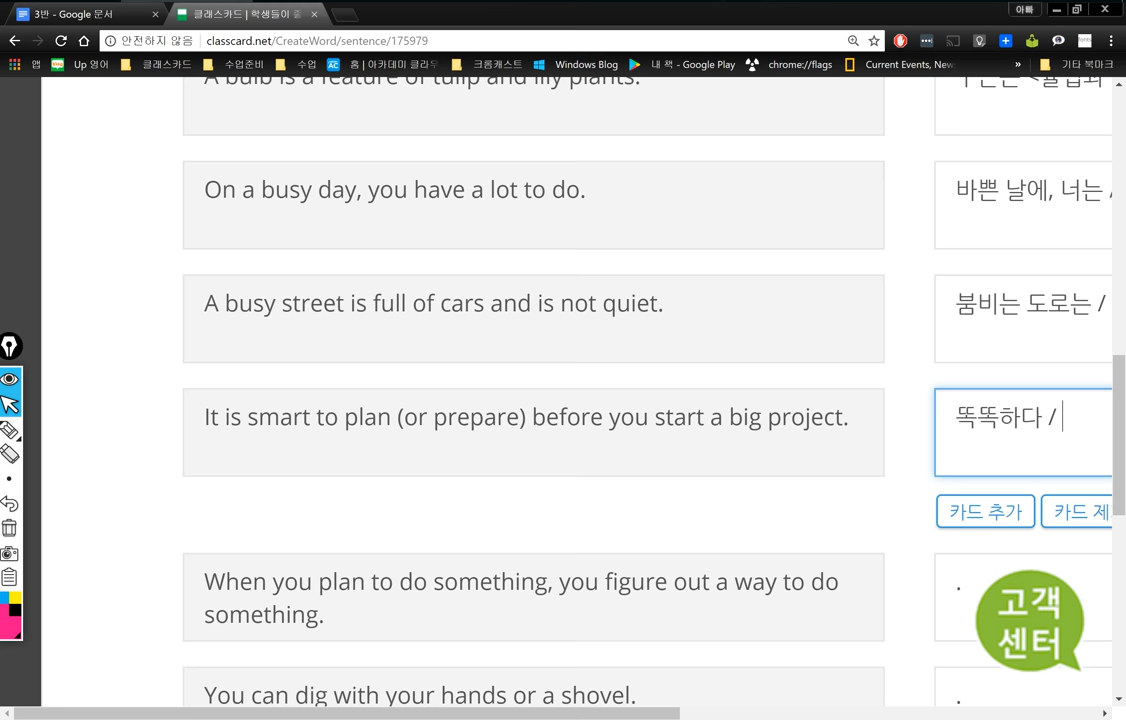 3반 - Google 문서
클래스카드 | 학생들이 좋
아빠
안전하지 않음 classcard.net/CreateWord/sentence/175979
앱 Up 영어 클래스카드 수업준비 수업 홈 | 아카데미 클라우 크롬캐스트 Windows Blog 내 책 - Google Play chrome://flags Current Events, New » 기타 북마크
A bulb is a feature of tulip and lily plants.
On a busy day, you have a lot to do.
바쁜 날에, 너는 /
A busy street is full of cars and is not quiet.
붐비는 도로는 /
It is smart to plan (or prepare) before you start a big project.
똑똑하다 /
카드 추가 카드 제
When you plan to do something, you figure out a way to do
something.
.
고객
센터
You can dig with your hands or a shovel.
.